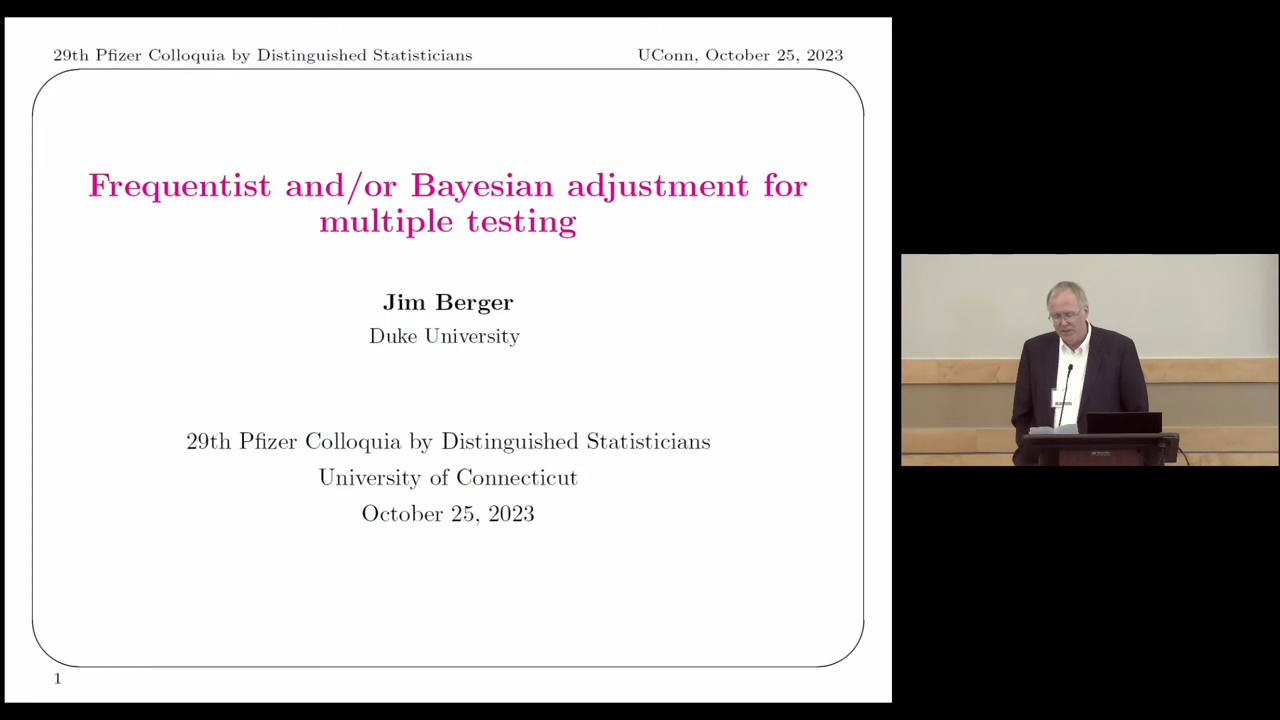 29th Pfizer Colloquia by Distinguished Statisticians
UConn, October 25, 2023
Frequentist and/or Bayesian adjustment for
multiple testing
Jim Berger
Duke University
29th Pfizer Colloquia by Distinguished Statisticians
University of Connecticut
October 25, 2023
1